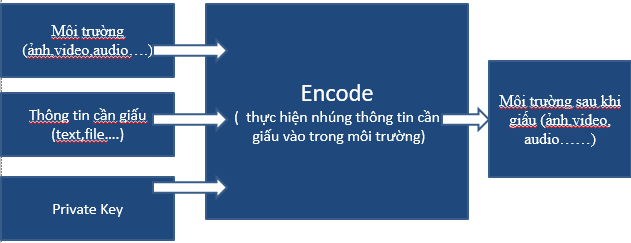 Môi trường
(ảnh,video,audio….)
Thông tin cần giấu
(text,file....)
Private Key
Encode
( thực hiện nhúng thông tin cần
giấu vào trong môi trường)
Môi trường sau khi
giấu (ảnh,video,
audio……)